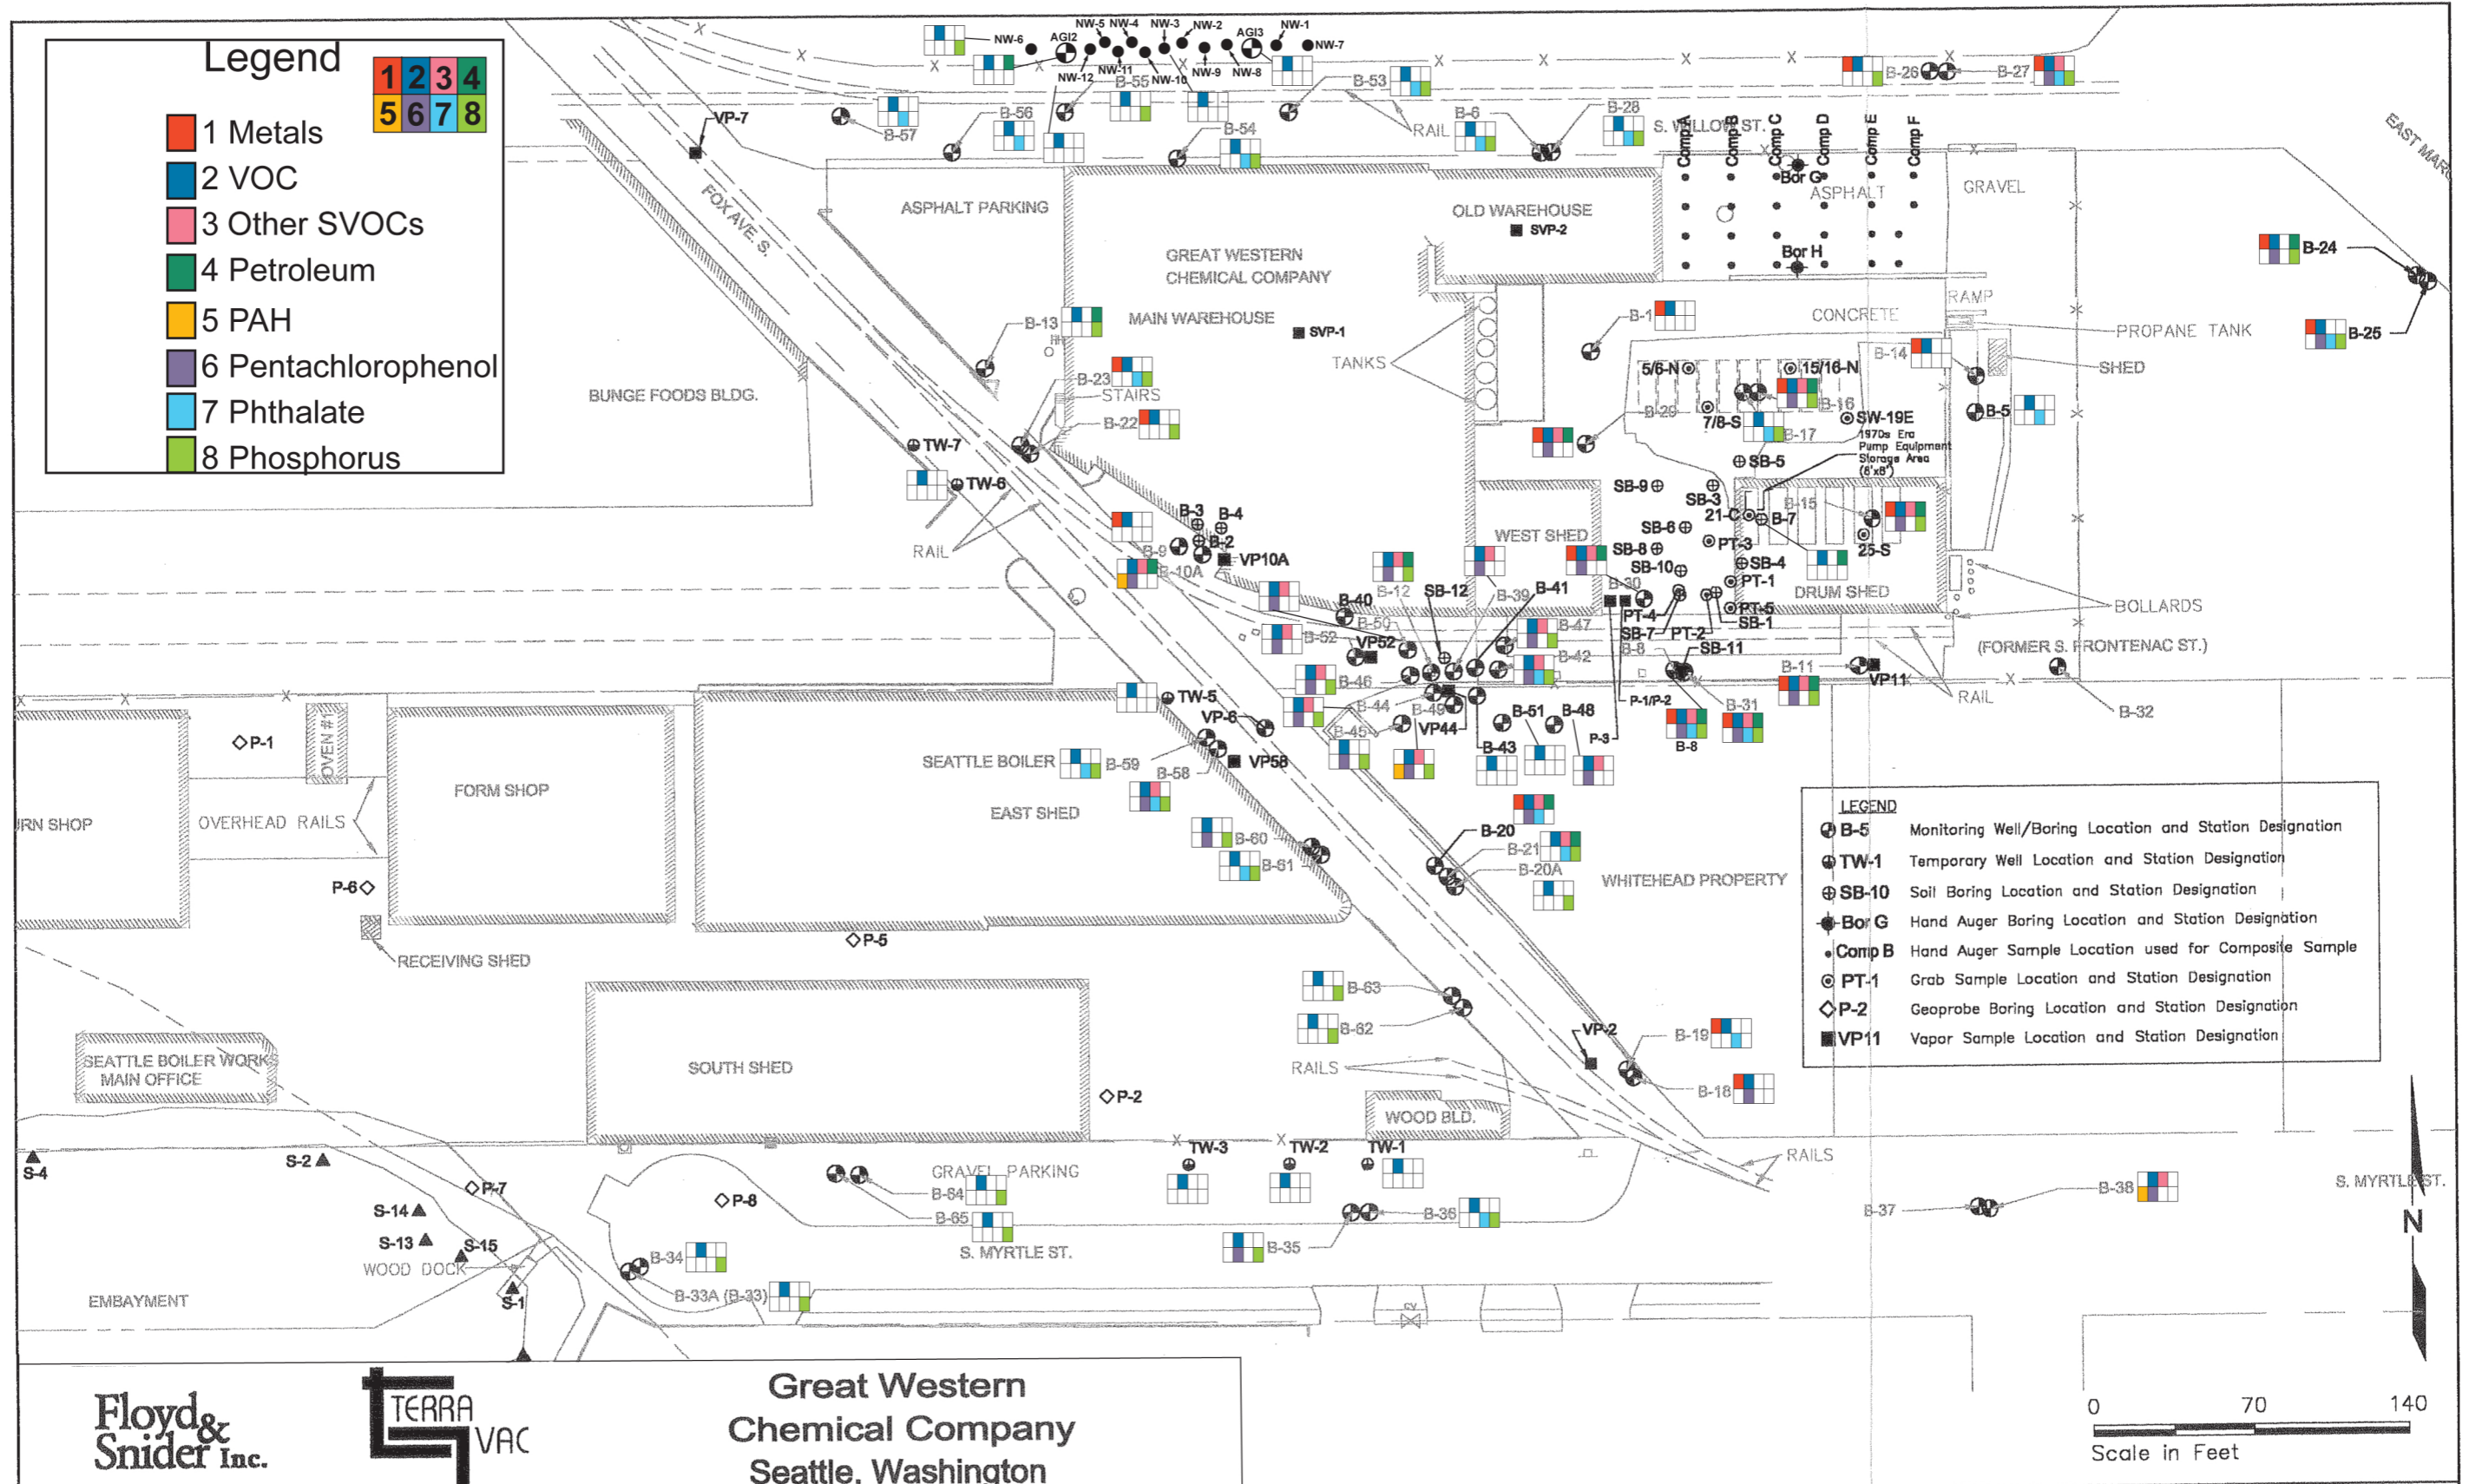 Legend
1 2 3 4
5 6 7 8
1 Metals
2 VOC
3 Other SVOCs
4 Petroleum
5 PAH
6 Pentachlorophenol
7 Phthalate
8 Phosphorus
NW-5 NW-4 NW-3 NW-2 NW-1
NW-6 AGI2 AGI3 NW-7
NW-12 NW-11 NW-10 NW-9 NW-8
B-55 B-53 B-26 B-27
VP-7 B-57 B-56 B-54 RAIL B-6 B-28
S. WILLOW ST.
Comp A Comp B Comp C Comp D Comp E Comp F
EAST MAR
FOX AVE. S.
ASPHALT PARKING
OLD WAREHOUSE
SVP-2
Bor G
ASPHALT
GRAVEL
GREAT WESTERN
CHEMICAL COMPANY
MAIN WAREHOUSE
SVP-1
TANKS
Bor H
B-24
B-25
RAMP
CONCRETE
PROPANE TANK
SHED
B-13
B-1
B-14
B-23
STAIRS
B-22
BUNGE FOODS BLDG.
5/6-N
15/16-N
B-29
B-16
7/8-S
B-17
SW-19E
B-5
1970s Era
Pump Equipment
Storage Area
(6'x6')
TW-7
TW-6
RAIL
SB-5
SB-9
SB-3
21-C
B-7
B-15
25-S
SB-6
PT-3
SB-8
SB-4
SB-10
PT-1
WEST SHED
DRUM SHED
BOLLARDS
B-3
B-4
B-2
B-9
B-10A
VP10A
B-40
B-12
SB-12
B-39
B-41
B-30
PT-4
PT-5
SB-1
SB-7
PT-2
B-50
B-52
VP52
B-47
B-42
B-8
SB-11
B-11
VP11
(FORMER S. FRONTENAC ST.)
RAIL
B-32
B-46
B-44
B-49
B-45
VP44
B-43
B-51
B-48
P-3
P-1/P-2
B-31
B-8
TW-5
VP-6
VP58
B-59
B-58
P-1
OVEN #1
FORM SHOP
SEATTLE BOILER
EAST SHED
URN SHOP
OVERHEAD RAILS
P-6
RECEIVING SHED
P-5
B-60
B-61
B-20
B-21
B-20A
WHITEHEAD PROPERTY
LEGEND
B-5 Monitoring Well/Boring Location and Station Designation
TW-1 Temporary Well Location and Station Designation
SB-10 Soil Boring Location and Station Designation
Bor G Hand Auger Boring Location and Station Designation
Comp B Hand Auger Sample Location used for Composite Sample
PT-1 Grab Sample Location and Station Designation
P-2 Geoprobe Boring Location and Station Designation
VP11 Vapor Sample Location and Station Designation
B-63
B-62
VP-2
B-19
B-18
RAILS
WOOD BLD.
SEATTLE BOILER WORKS
MAIN OFFICE
SOUTH SHED
P-2
TW-3 TW-2 TW-1
RAILS
S-4
S-2
P-7
S-14
S-13
S-15
WOOD DOCK
S-1
EMBAYMENT
P-8
GRAVEL PARKING
B-64
B-65
B-34
B-33A (B-33)
S. MYRTLE ST.
B-35
B-36
B-37
B-38
S. MYRTLE ST.
CV
N
Floyd &
Snider Inc.
TERRA
VAC
Great Western
Chemical Company
Seattle, Washington
0 70 140
Scale in Feet